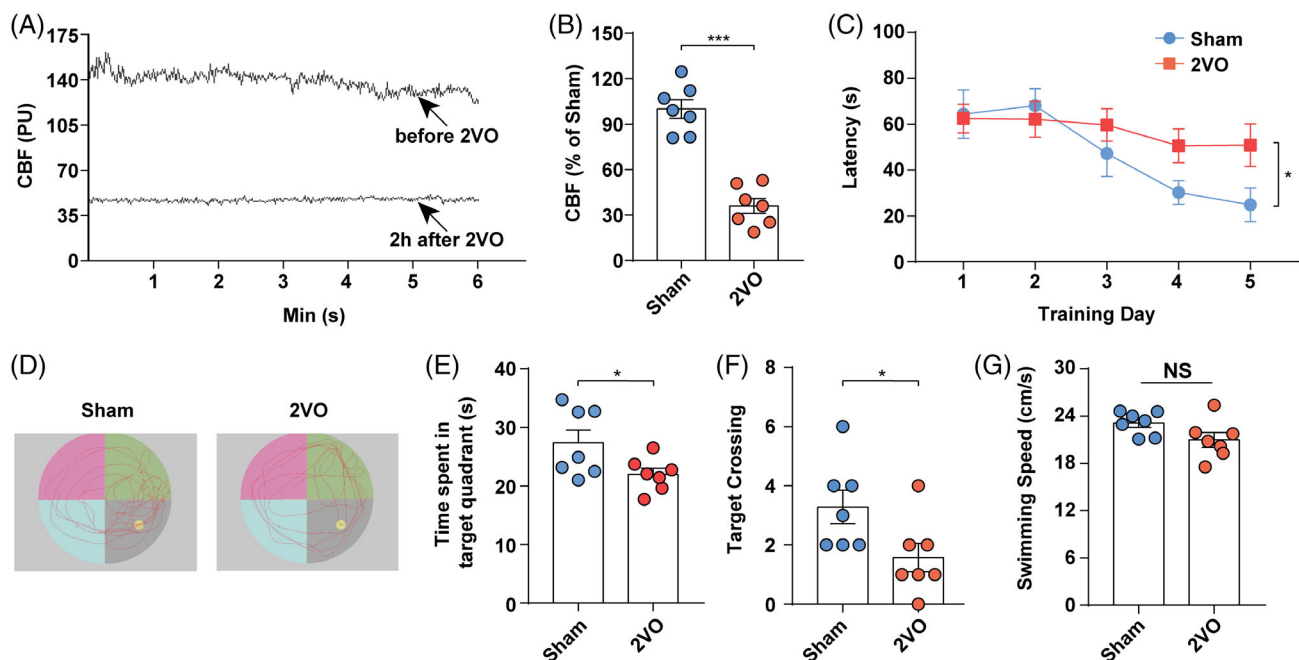 (A)
175
140
105
70
35
0
CBF (PU)
before 2VO
2h after 2VO
1 2 3 4 5 6
Min (s)
(B)
150
120
90
60
30
0
CBF (% of Sham)
***
Sham 2VO
(C)
100
80
60
40
20
0
Latency (s)
Sham
2VO
*
1 2 3 4 5
Training Day
(D)
Sham 2VO
(E)
40
30
20
10
0
Time spent in
target quadrant (s)
*
Sham 2VO
(F)
8
6
4
2
0
Target Crossing
*
Sham 2VO
(G)
30
24
18
12
6
0
Swimming Speed (cm/s)
NS
Sham 2VO